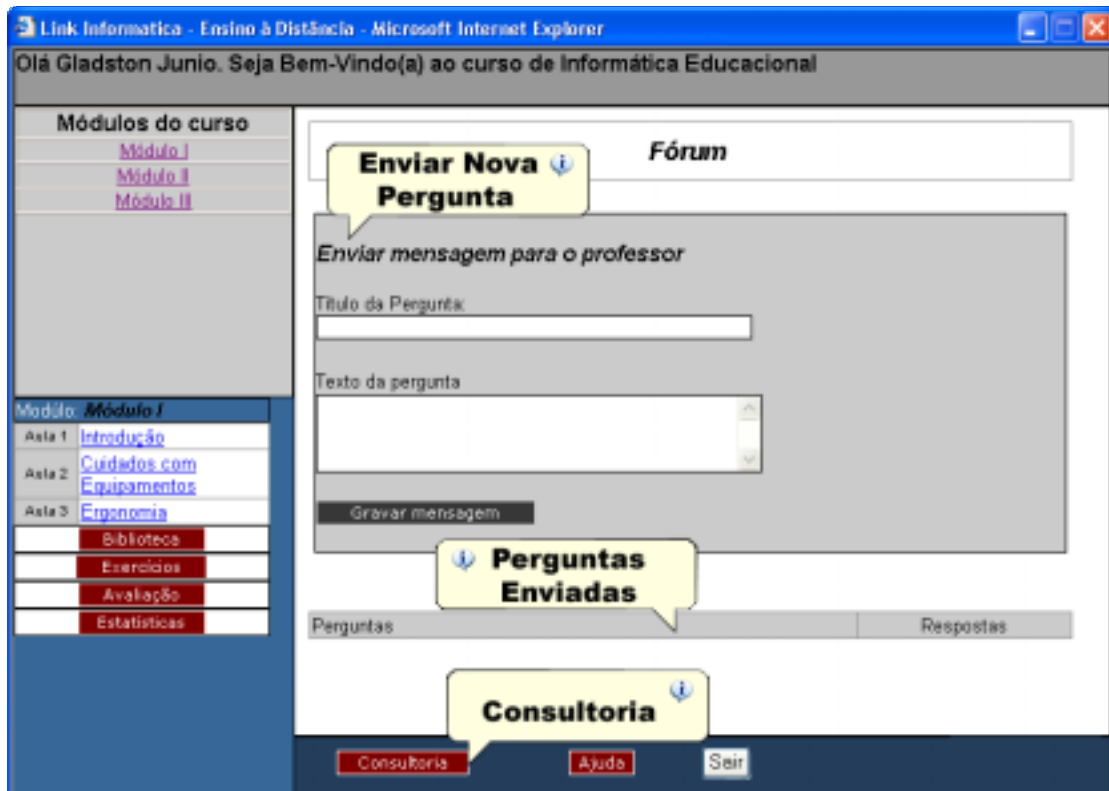 Link Informatica - Ensino à Distância - Microsoft Internet Explorer
Olá Gladston Junio. Seja Bem-Vindo(a) ao curso de Informática Educacional
Módulos do curso
Módulo I
Módulo II
Módulo III
Modúlo: Módulo I
Aula 1 Introdução
Aula 2 Cuidados com
Equipamentos
Aula 3 Ergonomia
Biblioteca
Exercícios
Avaliação
Estatísticas
Fórum
Enviar Nova
Pergunta
Enviar mensagem para o professor
Título da Pergunta:
Texto da pergunta
Gravar mensagem
Perguntas
Enviadas
Perguntas Respostas
Consultoria
Consultoria Ajuda Sair